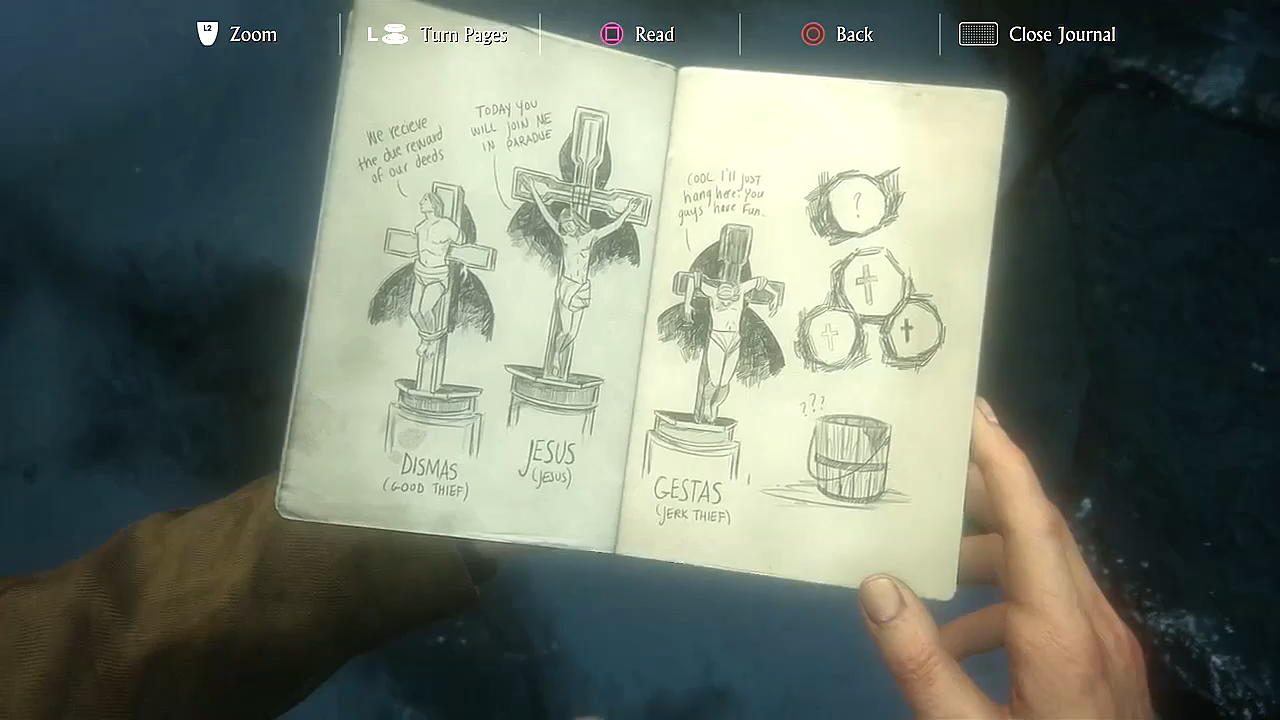 L2 Zoom
L Turn Pages
Read
Back
Close Journal
We recieve
the due reward
of our deeds
TODAY YOU
WILL JOIN ME
IN PARADISE
DISMAS
(GOOD THIEF)
JESUS
(JESUS)
COOL I'll JUST
hang here. You
guys have Fun.
GESTAS
(JERK THIEF)
?
???